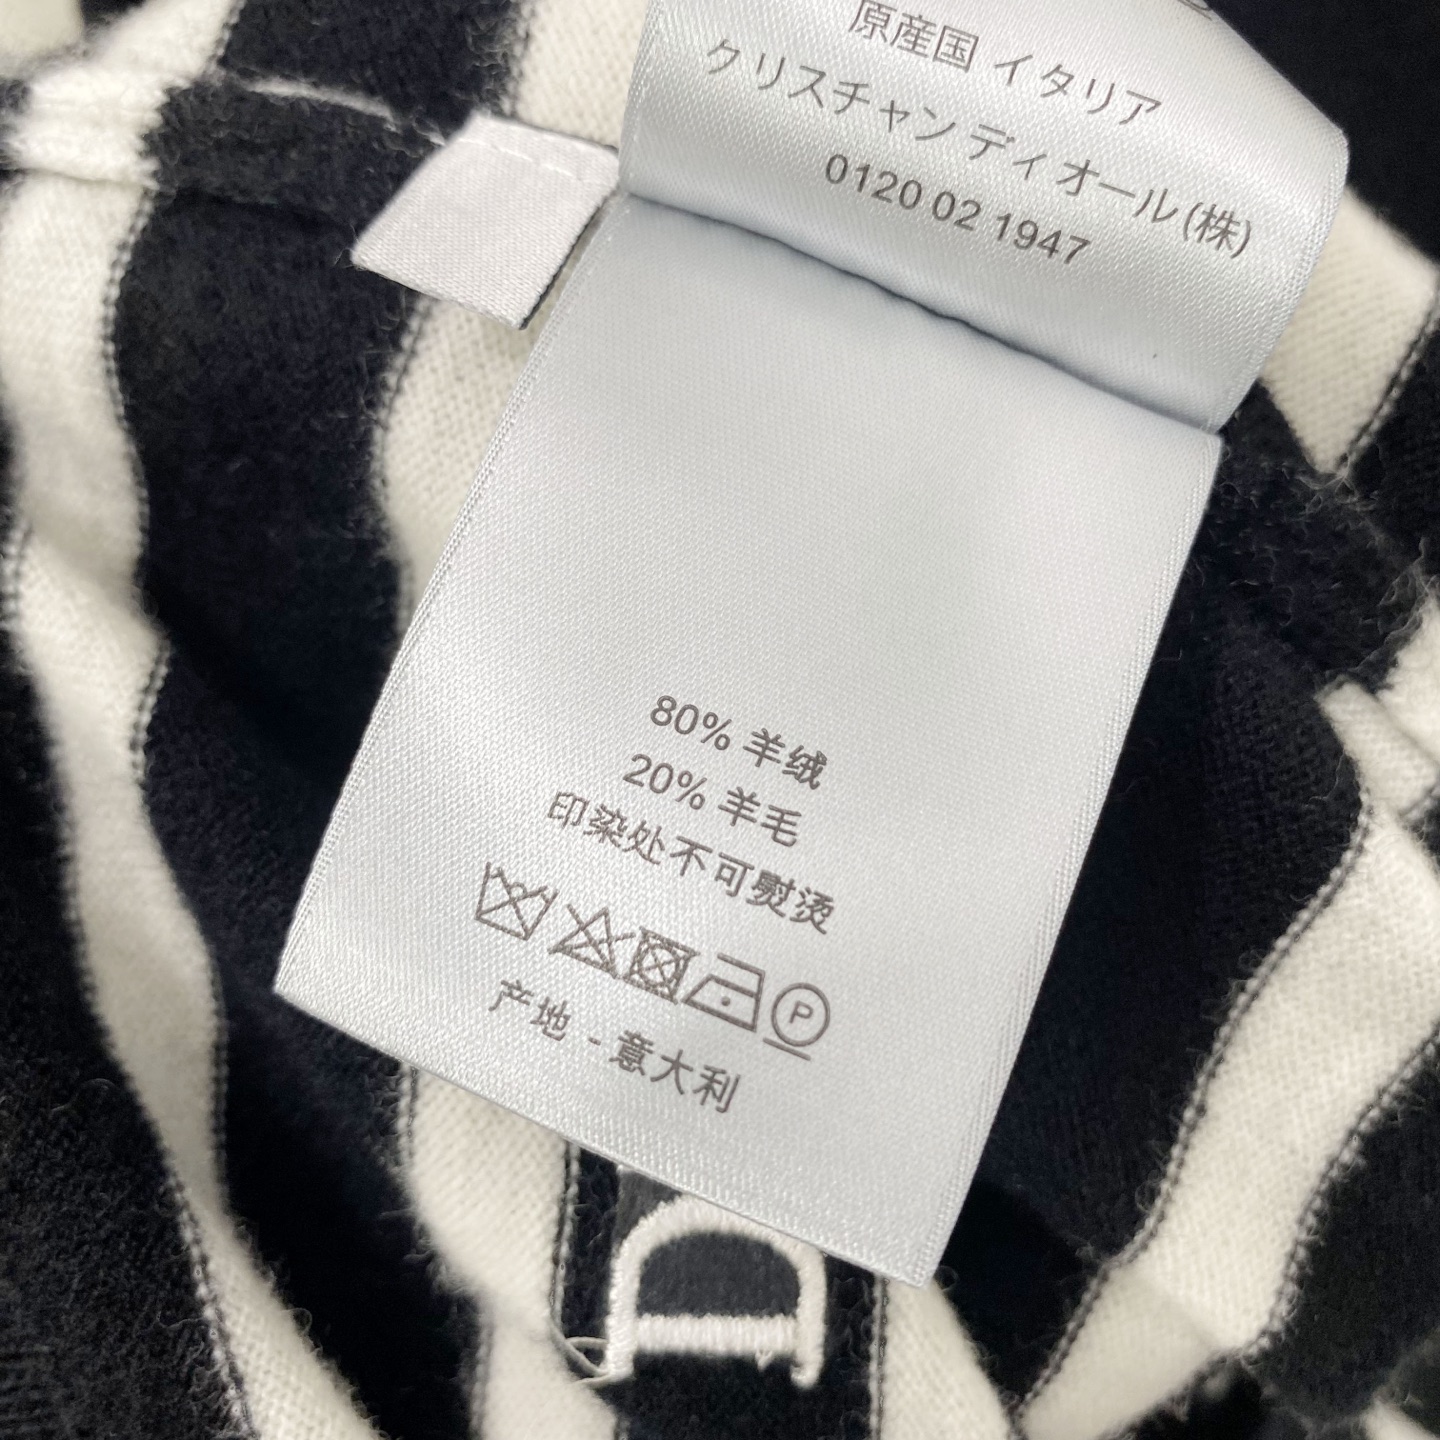 原産国 イタリア
クリスチャン ディオール(株)
0120 02 1947
80% 羊绒
20% 羊毛
印染处不可熨烫
P
产地 - 意大利
D